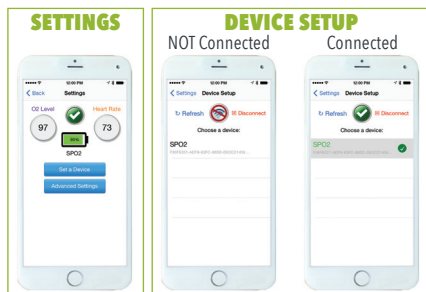 SETTINGS
12:00 PM
Back Settings
O2 Level Heart Rate
97 73
SPO2
Set a Device
Advanced Settings
DEVICE SETUP
NOT Connected
12:00 PM
Settings Device Setup
Refresh Disconnect
Choose a device:
SPO2
Connected
12:00 PM
Settings Device Setup
Refresh Disconnect
Choose a device:
SPO2